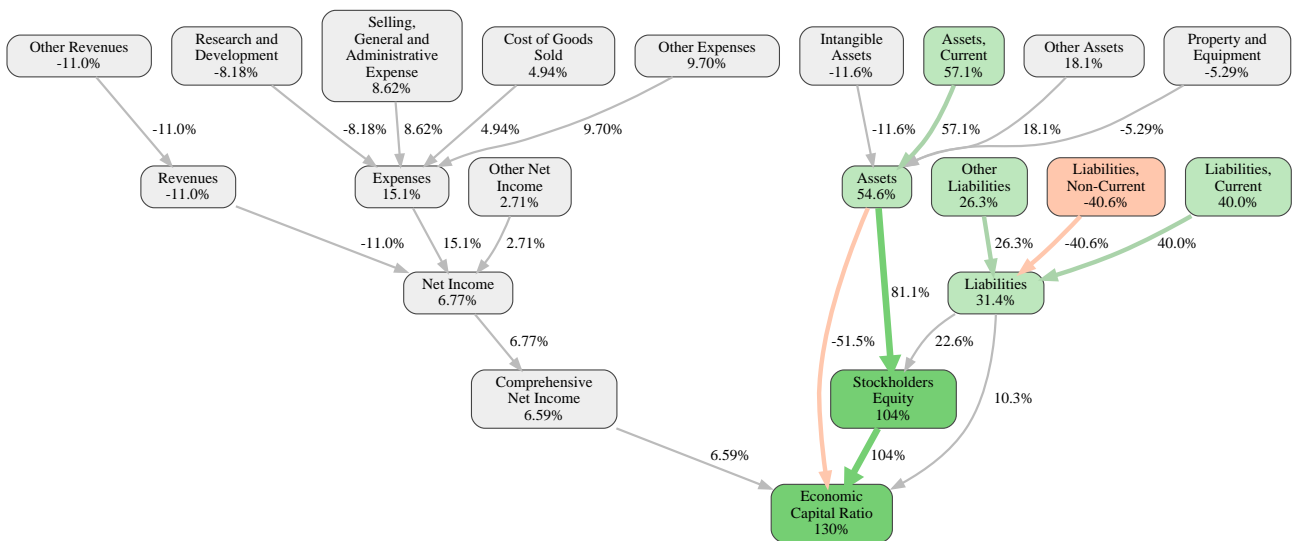 Other Revenues
-11.0%
Research and
Development
-8.18%
Selling,
General and
Administrative
Expense
8.62%
Cost of Goods
Sold
4.94%
Other Expenses
9.70%
Intangible
Assets
-11.6%
Assets,
Current
57.1%
Other Assets
18.1%
Property and
Equipment
-5.29%
-11.0%
-8.18%
8.62%
4.94%
9.70%
-11.6%
57.1%
18.1%
-5.29%
Revenues
-11.0%
Expenses
15.1%
Other Net
Income
2.71%
Assets
54.6%
Other
Liabilities
26.3%
Liabilities,
Non-Current
-40.6%
Liabilities,
Current
40.0%
-11.0%
15.1%
2.71%
26.3%
-40.6%
40.0%
Net Income
6.77%
81.1%
Liabilities
31.4%
6.77%
-51.5%
22.6%
Comprehensive
Net Income
6.59%
Stockholders
Equity
104%
10.3%
6.59%
104%
Economic
Capital Ratio
130%